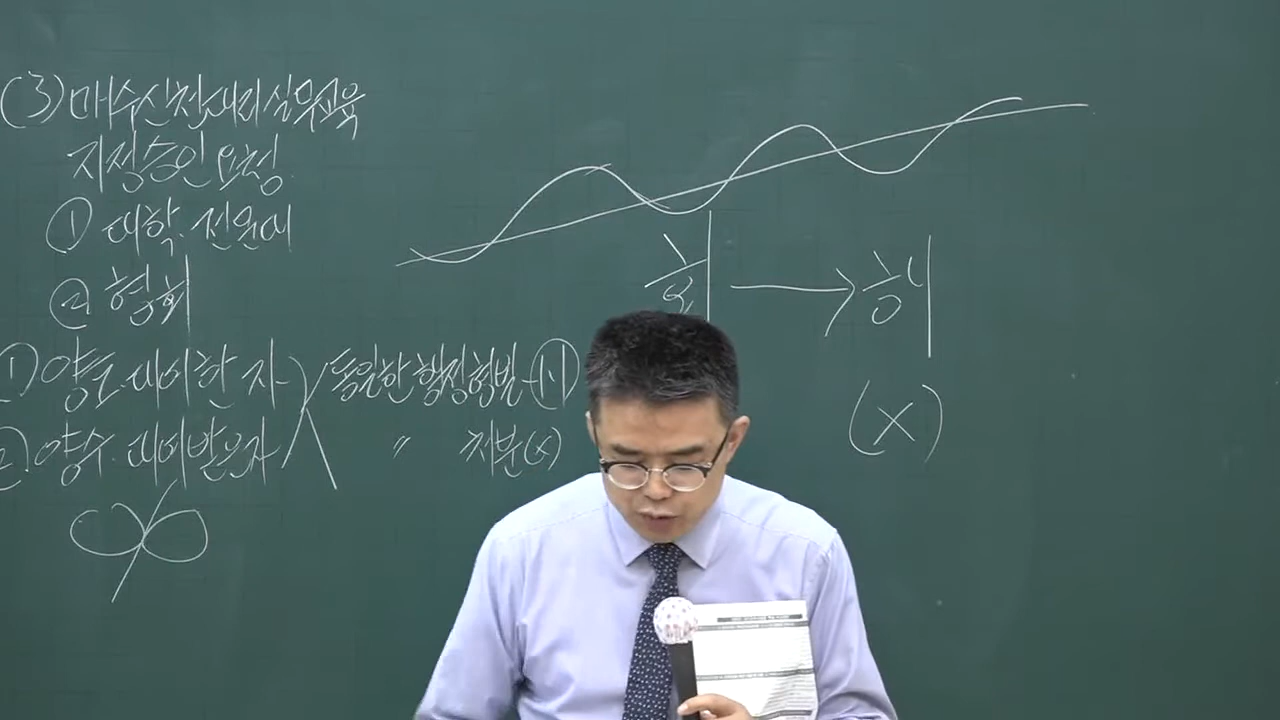 (3) 매수신청대리 실무교육
지정승인 요청
① 대학. 전문대
② 협회
① 양도. 대여한 자
동일한 행정형벌 - 1/1
② 양수. 대여받은 자
〃 처분(x)
협 → 해
(x)